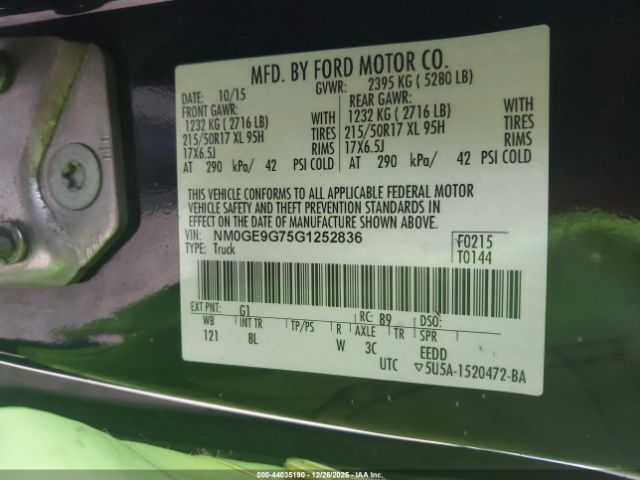 MFD. BY FORD MOTOR CO.
DATE: 10/15 GVWR: 2395 KG ( 5280 LB)
FRONT GAWR: REAR GAWR:
1232 KG ( 2716 LB) WITH 1232 KG ( 2716 LB) WITH
215/50R17 XL 95H TIRES 215/50R17 XL 95H TIRES
17X6.5J RIMS 17X6.5J RIMS
AT 290 kPa/ 42 PSI COLD AT 290 kPa/ 42 PSI COLD
THIS VEHICLE CONFORMS TO ALL APPLICABLE FEDERAL MOTOR
VEHICLE SAFETY AND THEFT PREVENTION STANDARDS IN
EFFECT ON THE DATE OF MANUFACTURE SHOWN ABOVE.
VIN: NM0GE9G75G1252836 F0215
TYPE: Truck T0144
EXT PNT: G1 RC: 89 DSO:
WB INT TR TP/PS R AXLE TR SPR
121 8L W 3C EEDD
UTC ▽5U5A-1520472-BA
000-44035190 - 12/26/2025 - IAA Inc.